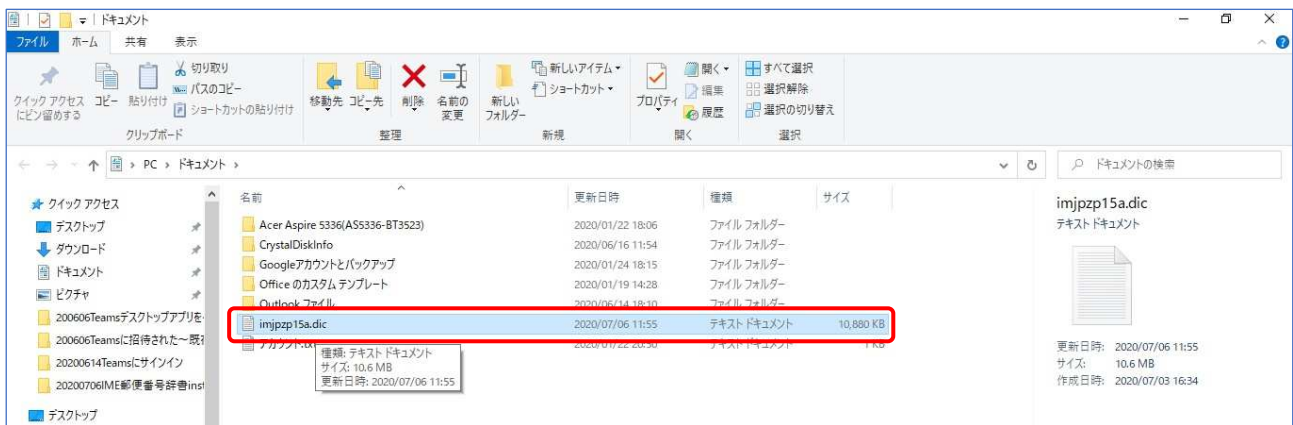 ドキュメント
ファイル ホーム 共有 表示
クイック アクセス
にピン留めする
コピー
貼り付け
切り取り
パスのコピー
ショートカットの貼り付け
クリップボード
移動先
コピー先
削除
名前の
変更
整理
新しい
フォルダー
新しいアイテム
ショートカット
新規
プロパティ
開く
編集
履歴
開く
すべて選択
選択解除
選択の切り替え
選択
PC › ドキュメント ›
ドキュメントの検索
クイック アクセス
デスクトップ
ダウンロード
ドキュメント
ピクチャ
200606Teamsデスクトップアプリを
200606Teamsに招待された～既存
20200614Teamsにサインイン
20200706IME郵便番号辞書inst
デスクトップ
名前 更新日時 種類 サイズ
Acer Aspire 5336(AS5336-BT3523) 2020/01/22 18:06 ファイル フォルダー
CrystalDiskInfo 2020/06/16 11:54 ファイル フォルダー
Googleアカウントとバックアップ 2020/01/24 18:15 ファイル フォルダー
Office のカスタム テンプレート 2020/01/19 14:28 ファイル フォルダー
Outlook ファイル 2020/06/14 18:10 ファイル フォルダー
imjpzp15a.dic 2020/07/06 11:55 テキスト ドキュメント 10,880 KB
アカウント.txt 2020/01/22 20:50 テキスト ドキュメント 1 KB
種類: テキスト ドキュメント
サイズ: 10.6 MB
更新日時: 2020/07/06 11:55
imjpzp15a.dic
テキスト ドキュメント
更新日時: 2020/07/06 11:55
サイズ: 10.6 MB
作成日時: 2020/07/03 16:34